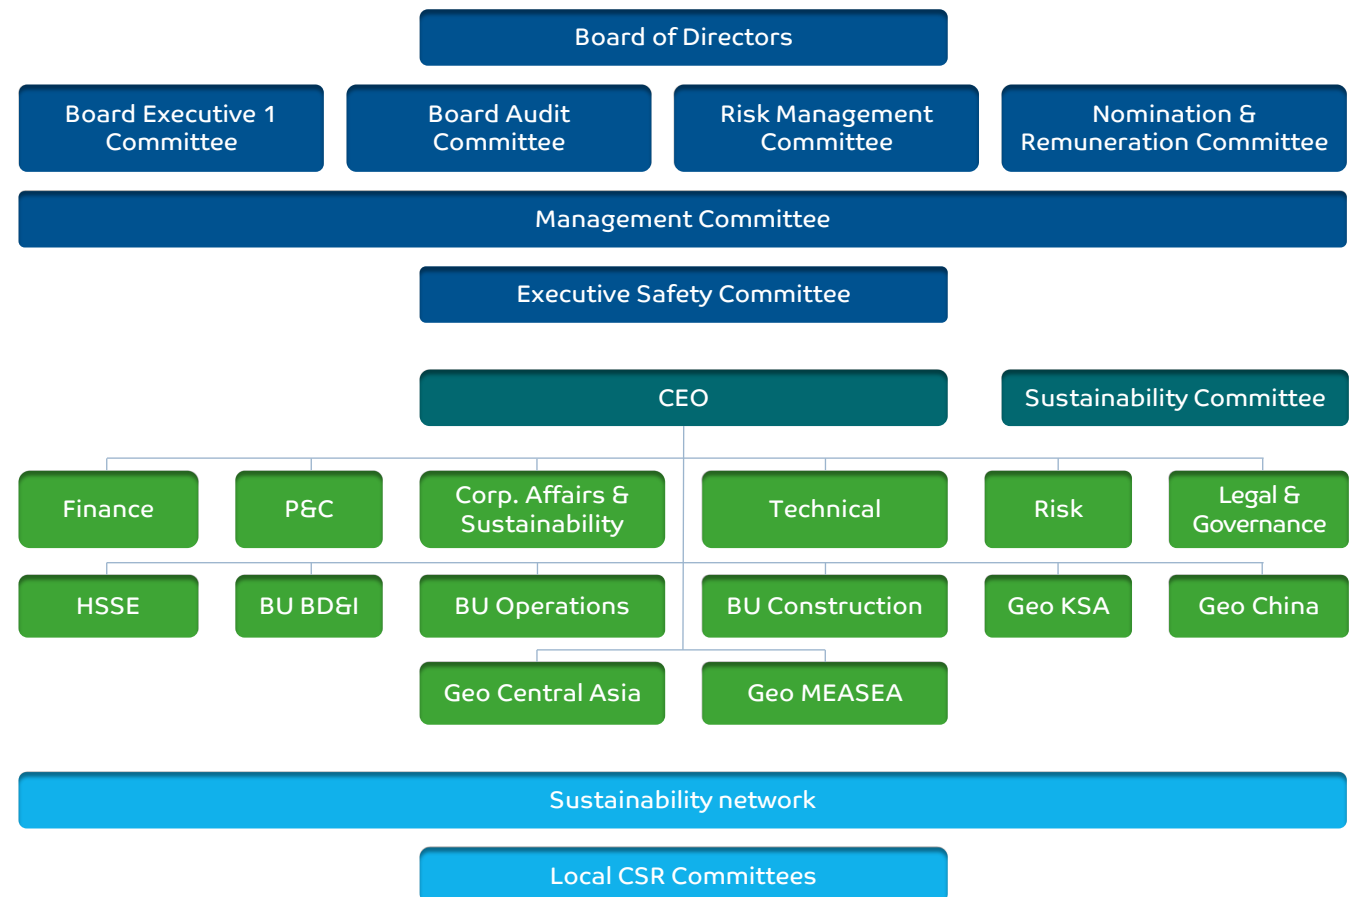 Board of Directors
Board Executive 1
Committee
Board Audit
Committee
Risk Management
Committee
Nomination &
Remuneration Committee
Management Committee
Executive Safety Committee
CEO
Sustainability Committee
Finance
P&C
Corp. Affairs &
Sustainability
Technical
Risk
Legal &
Governance
HSSE
BU BD&I
BU Operations
BU Construction
Geo KSA
Geo China
Geo Central Asia
Geo MEASEA
Sustainability network
Local CSR Committees